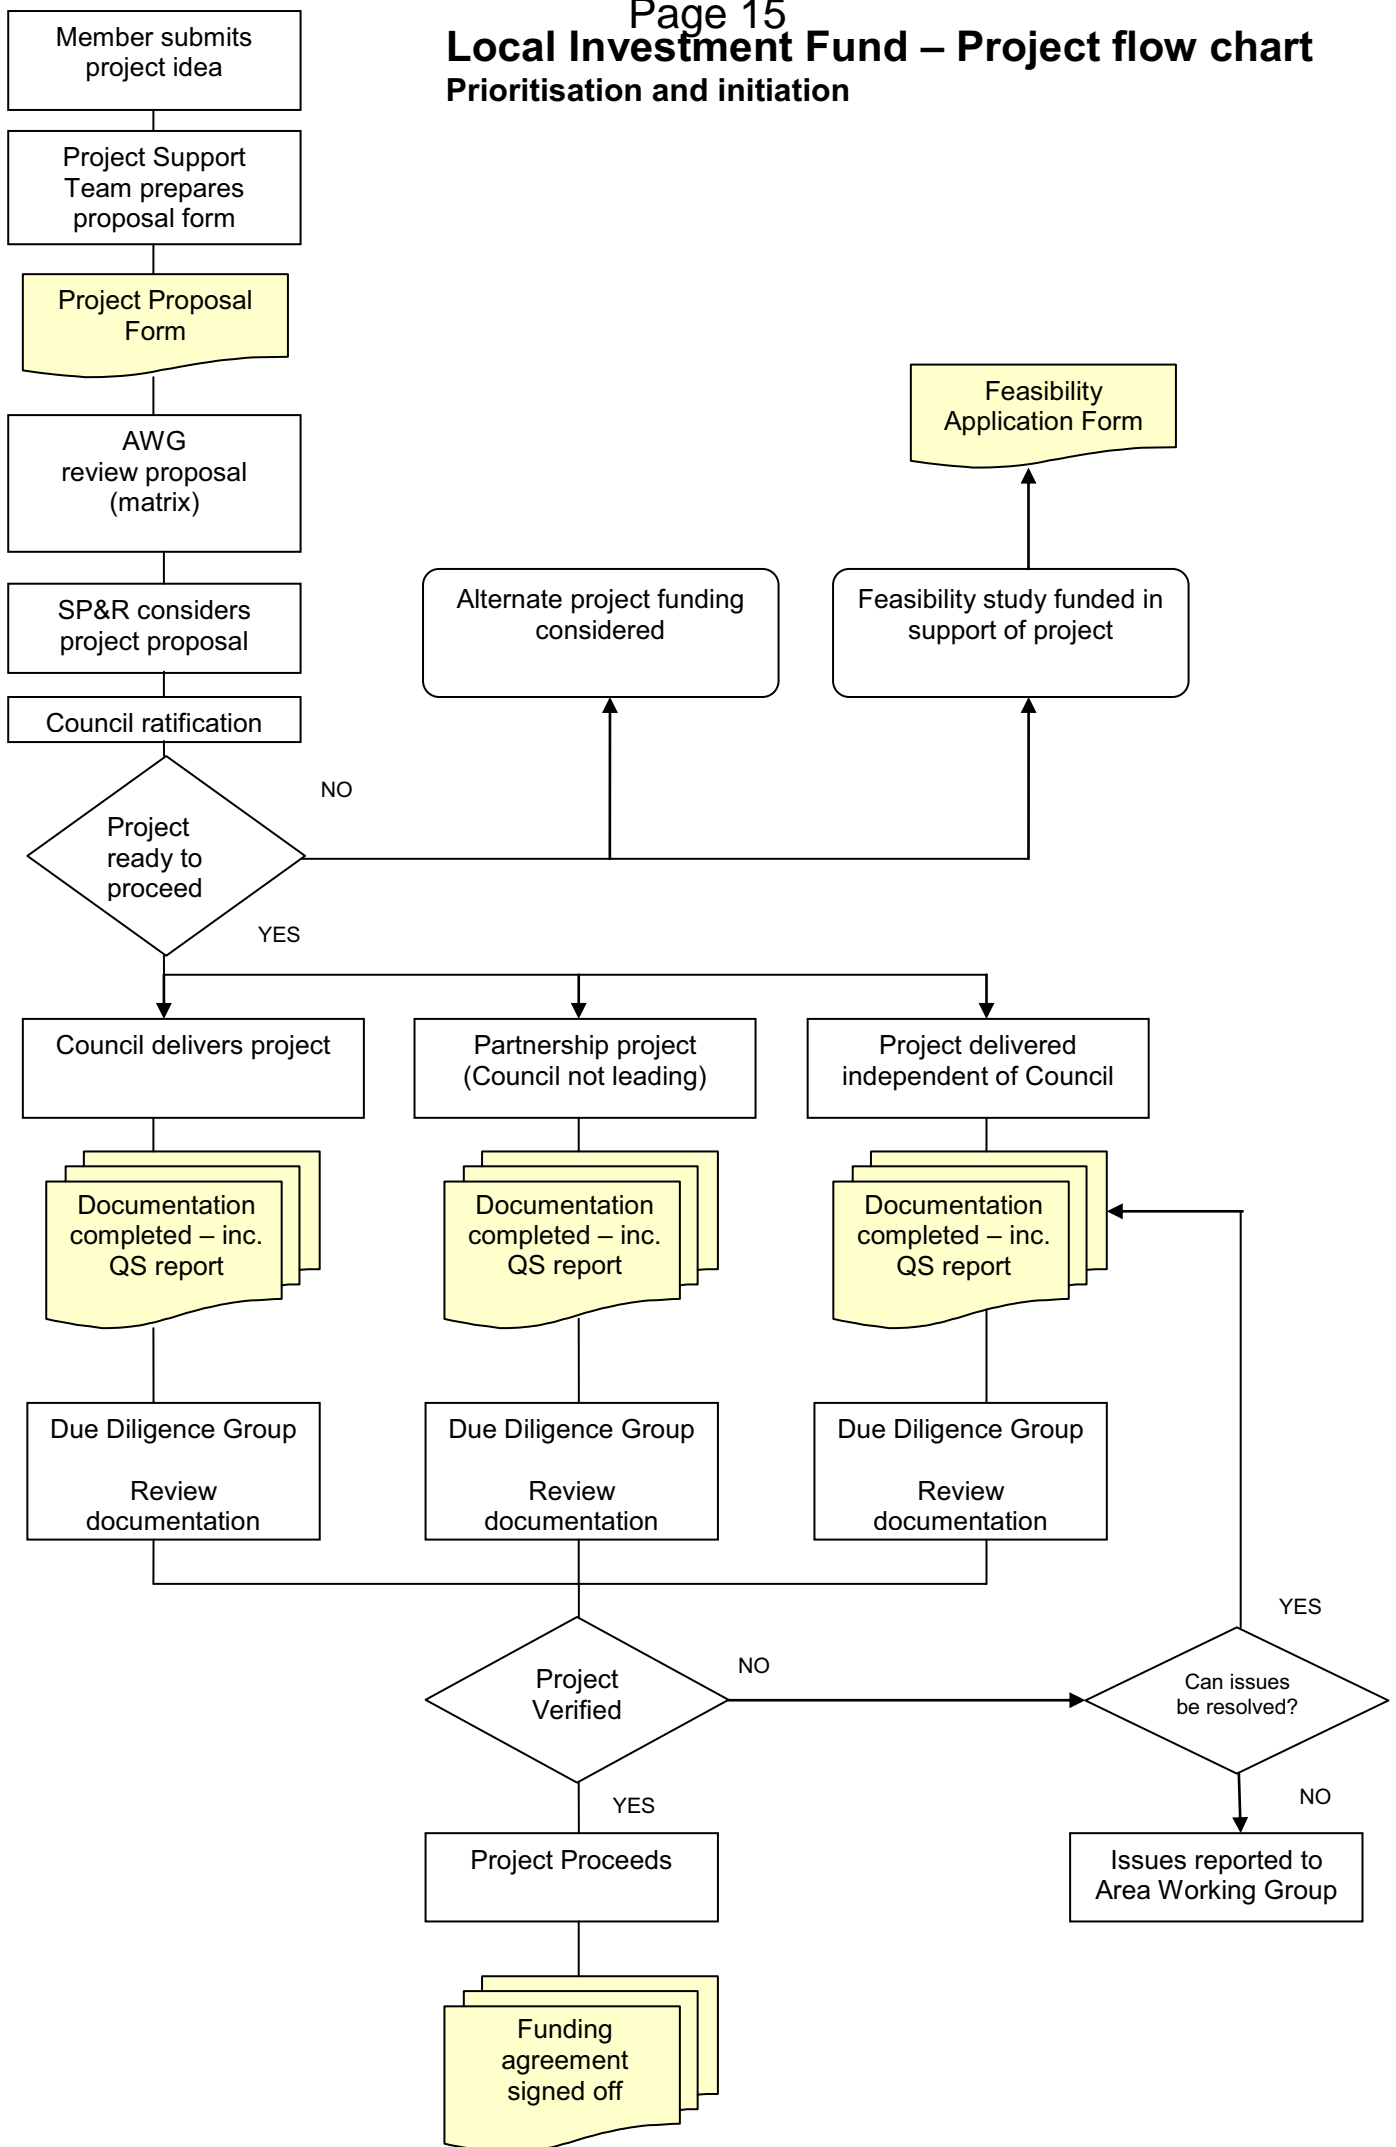 Page 15
Local Investment Fund – Project flow chart
Prioritisation and initiation
Member submits
project idea
Project Support
Team prepares
proposal form
Project Proposal
Form
AWG
review proposal
(matrix)
SP&R considers
project proposal
Council ratification
Feasibility
Application Form
Alternate project funding
considered
Feasibility study funded in
support of project
NO
Project
ready to
proceed
YES
Council delivers project
Partnership project
(Council not leading)
Project delivered
independent of Council
Documentation
completed – inc.
QS report
Documentation
completed – inc.
QS report
Documentation
completed – inc.
QS report
Due Diligence Group
Review
documentation
Due Diligence Group
Review
documentation
Due Diligence Group
Review
documentation
YES
Project
Verified
NO
Can issues
be resolved?
YES
NO
Project Proceeds
Issues reported to
Area Working Group
Funding
agreement
signed off